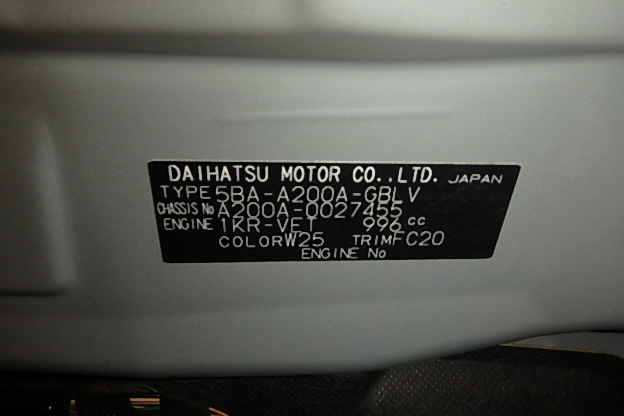 DAIHATSU MOTOR CO.,LTD. JAPAN
TYPE 5BA-A200A-GBLV
CHASSIS No A200A-0027455
ENGINE 1KR-VET 996 cc
COLOR W25 TRIM FC20
ENGINE No